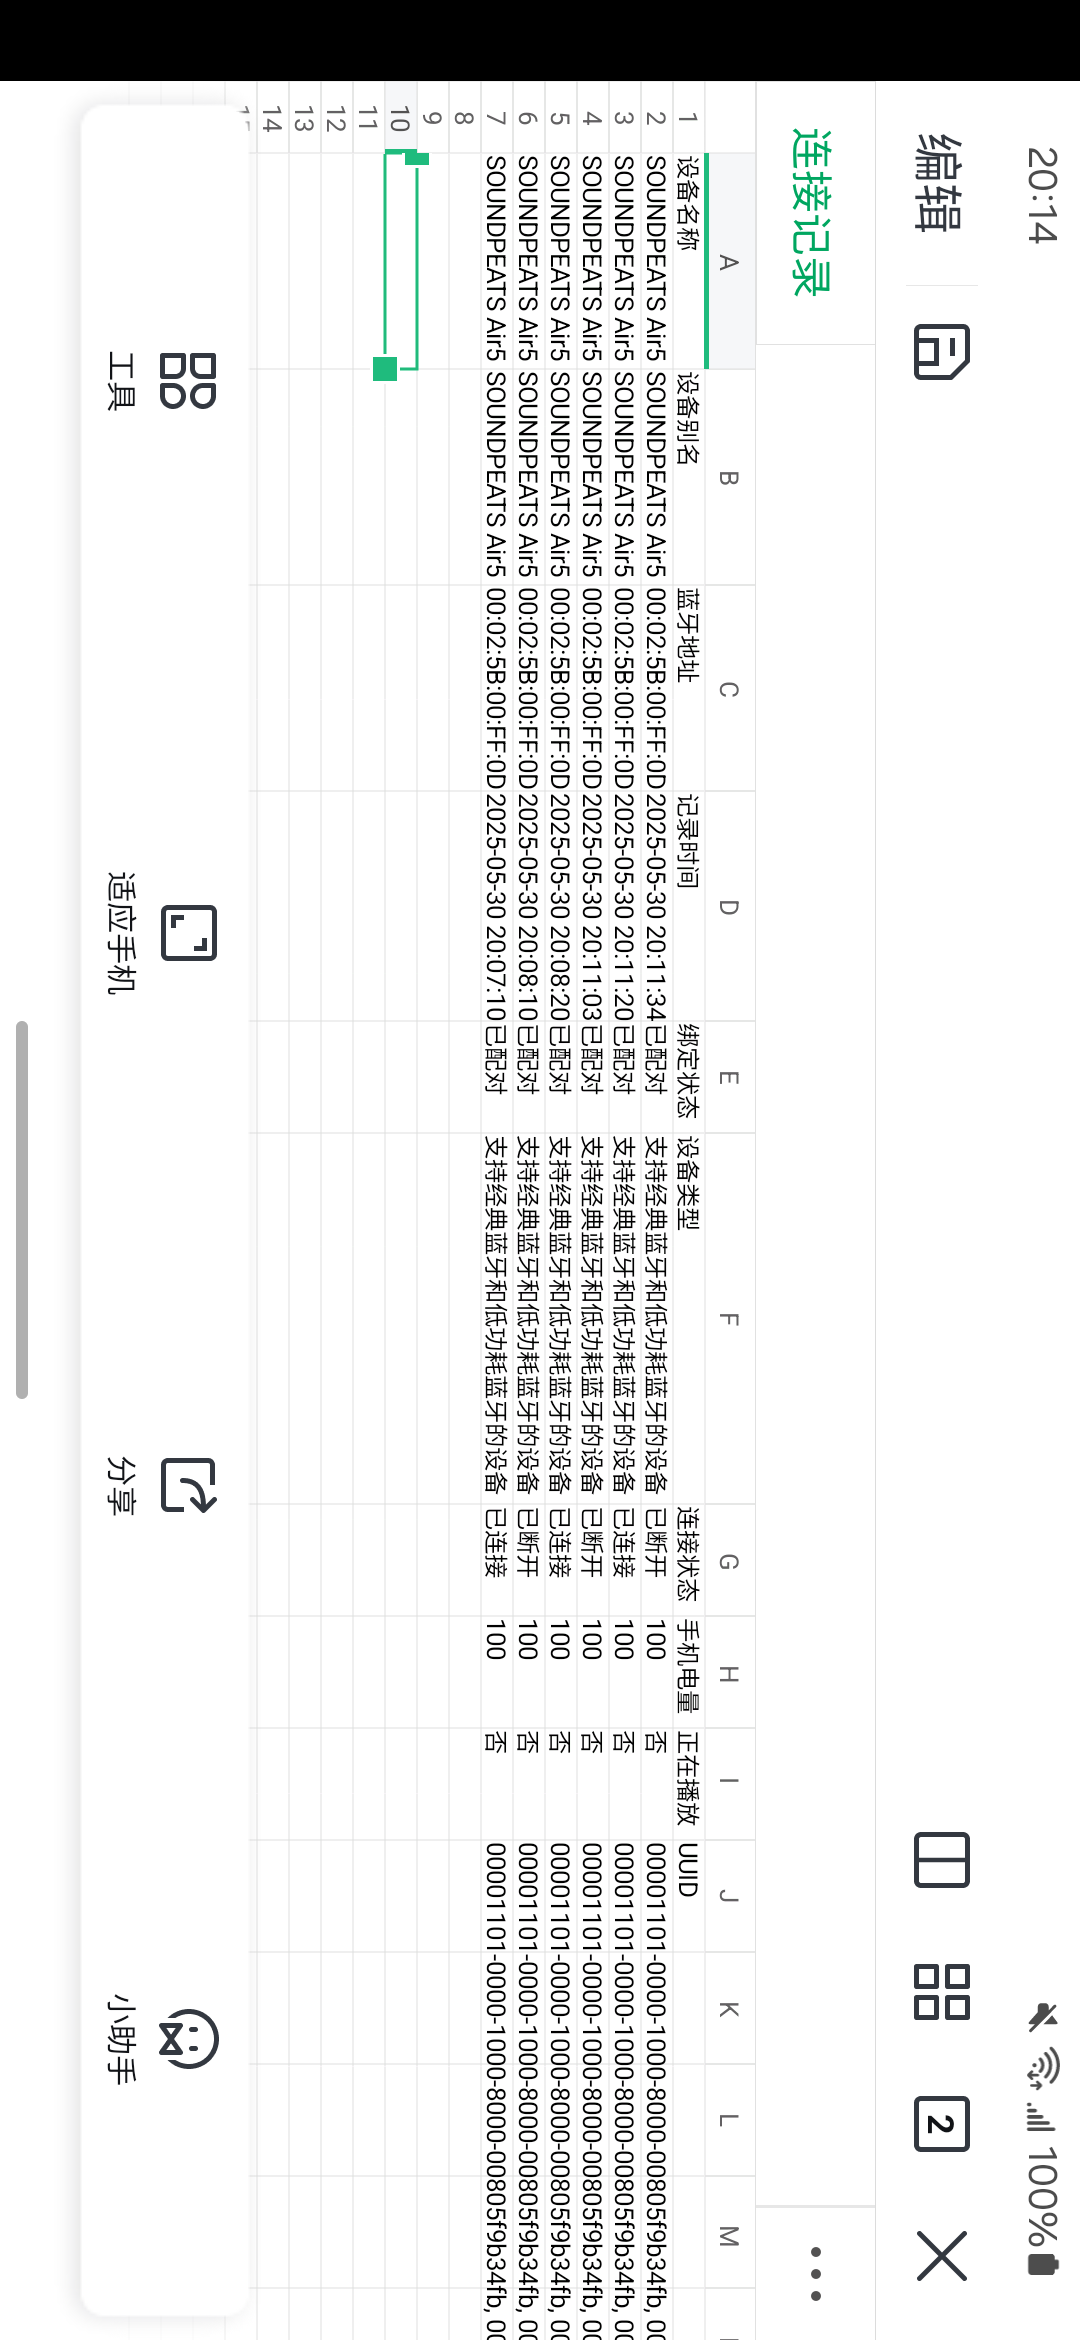 20:14 100%
编辑 2
连接记录
A B C D E F G H I J K L M
1 设备名称 设备别名 蓝牙地址 记录时间 绑定状态 设备类型 连接状态 手机电量 正在播放 UUID
2 SOUNDPEATS Air5 SOUNDPEATS Air5 00:02:5B:00:FF:0D 2025-05-30 20:11:34 已配对 支持经典蓝牙和低功耗蓝牙的设备 已断开 100 否 00001101-0000-1000-8000-00805f9b34fb, 00
3 SOUNDPEATS Air5 SOUNDPEATS Air5 00:02:5B:00:FF:0D 2025-05-30 20:11:20 已配对 支持经典蓝牙和低功耗蓝牙的设备 已连接 100 否 00001101-0000-1000-8000-00805f9b34fb, 00
4 SOUNDPEATS Air5 SOUNDPEATS Air5 00:02:5B:00:FF:0D 2025-05-30 20:11:03 已配对 支持经典蓝牙和低功耗蓝牙的设备 已断开 100 否 00001101-0000-1000-8000-00805f9b34fb, 00
5 SOUNDPEATS Air5 SOUNDPEATS Air5 00:02:5B:00:FF:0D 2025-05-30 20:08:20 已配对 支持经典蓝牙和低功耗蓝牙的设备 已连接 100 否 00001101-0000-1000-8000-00805f9b34fb, 00
6 SOUNDPEATS Air5 SOUNDPEATS Air5 00:02:5B:00:FF:0D 2025-05-30 20:08:10 已配对 支持经典蓝牙和低功耗蓝牙的设备 已断开 100 否 00001101-0000-1000-8000-00805f9b34fb, 00
7 SOUNDPEATS Air5 SOUNDPEATS Air5 00:02:5B:00:FF:0D 2025-05-30 20:07:10 已配对 支持经典蓝牙和低功耗蓝牙的设备 已连接 100 否 00001101-0000-1000-8000-00805f9b34fb, 00
8
9
10
11
12
13
14
工具 适应手机 分享 小助手